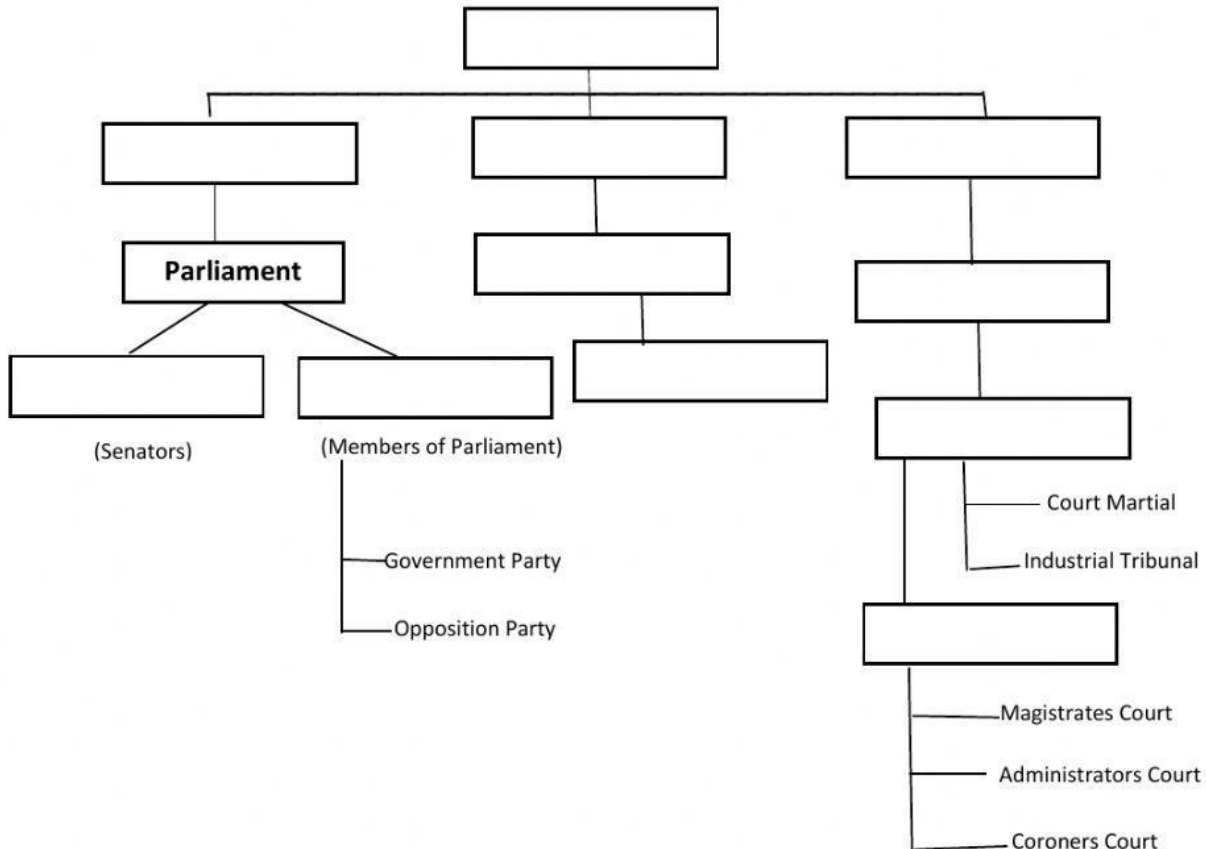 Parliament
(Senators)
(Members of Parliament)
Government Party
Opposition Party
Court Martial
Industrial Tribunal
Magistrates Court
Administrators Court
Coroners Court